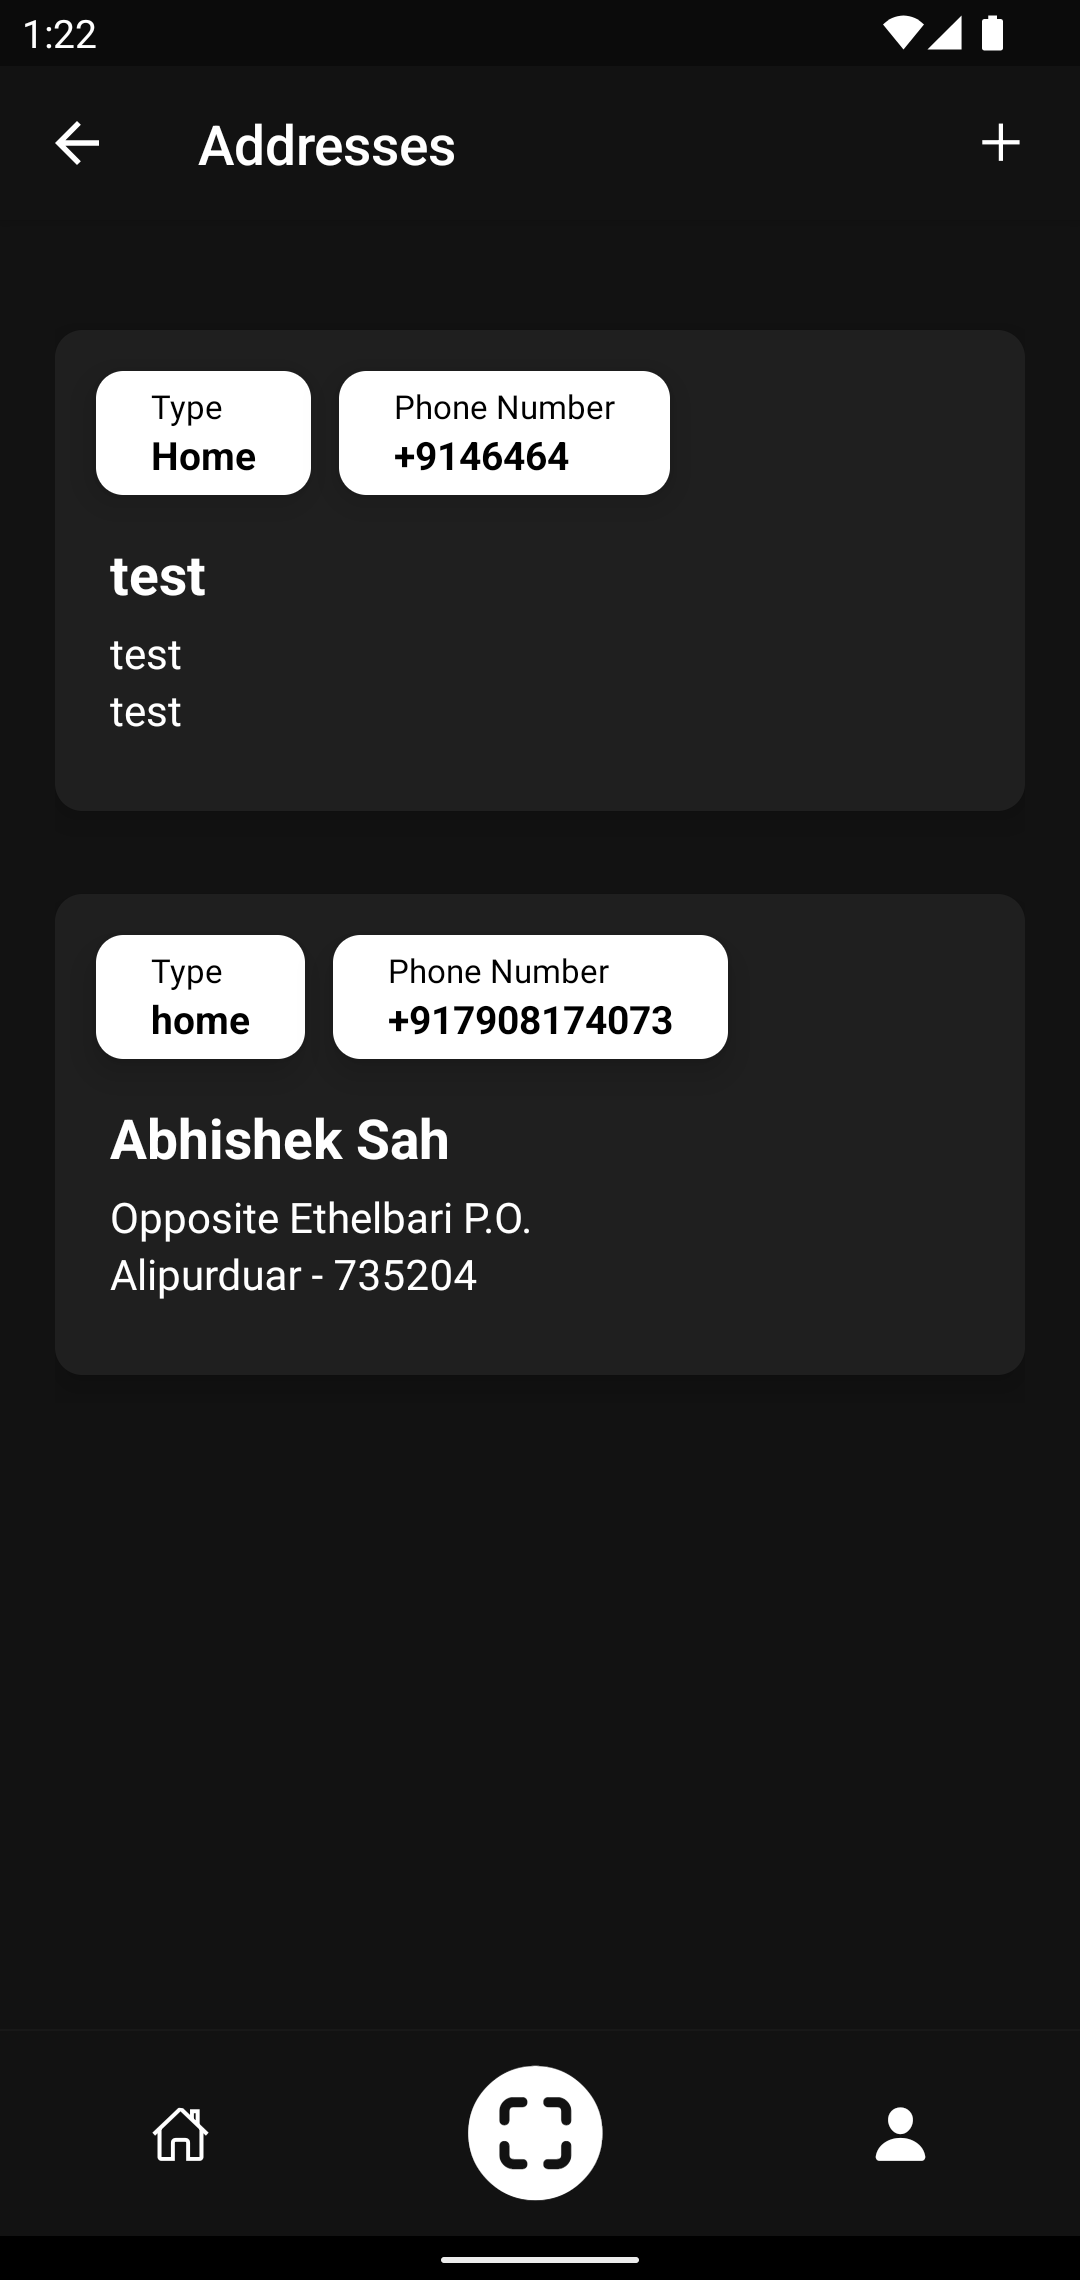 1:22
Addresses
Type
Home
Phone Number
+9146464
test
test
test
Type
home
Phone Number
+917908174073
Abhishek Sah
Opposite Ethelbari P.O.
Alipurduar - 735204